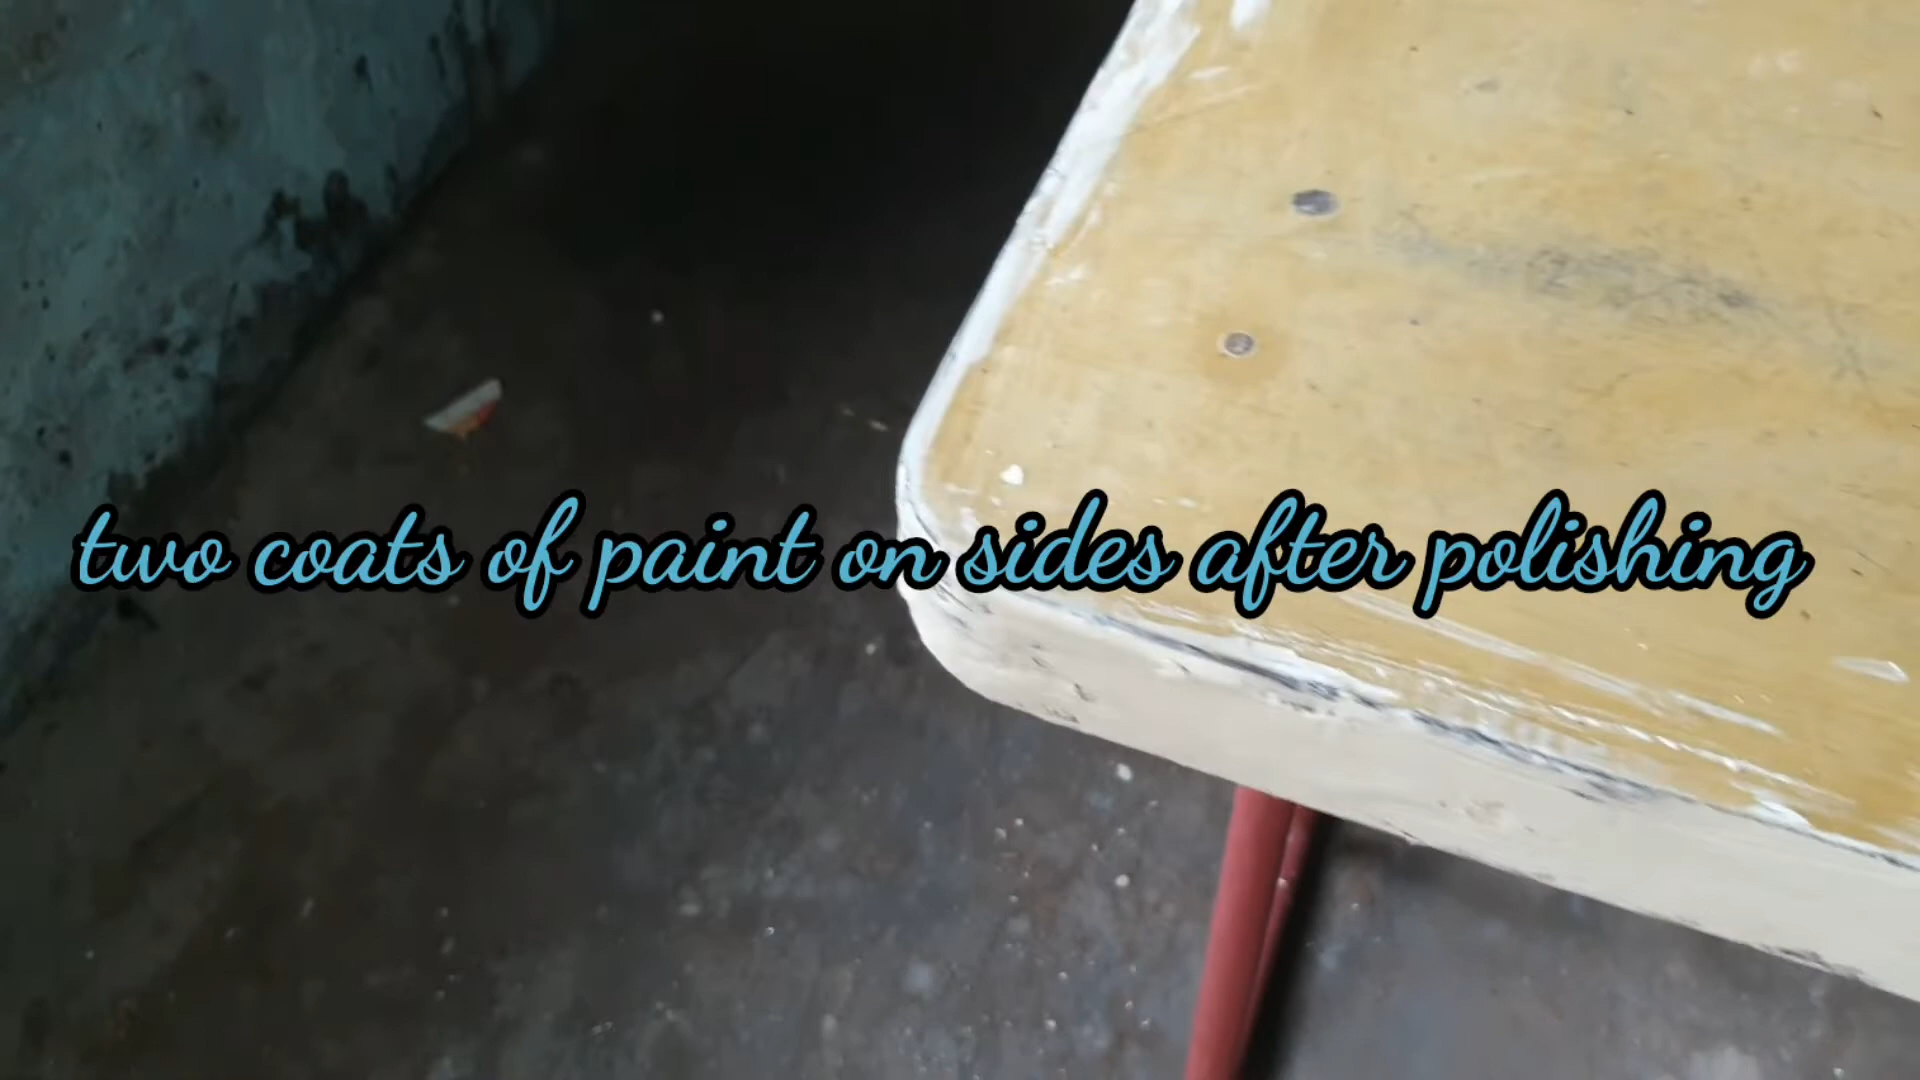 two coats of paint on sides after polishing